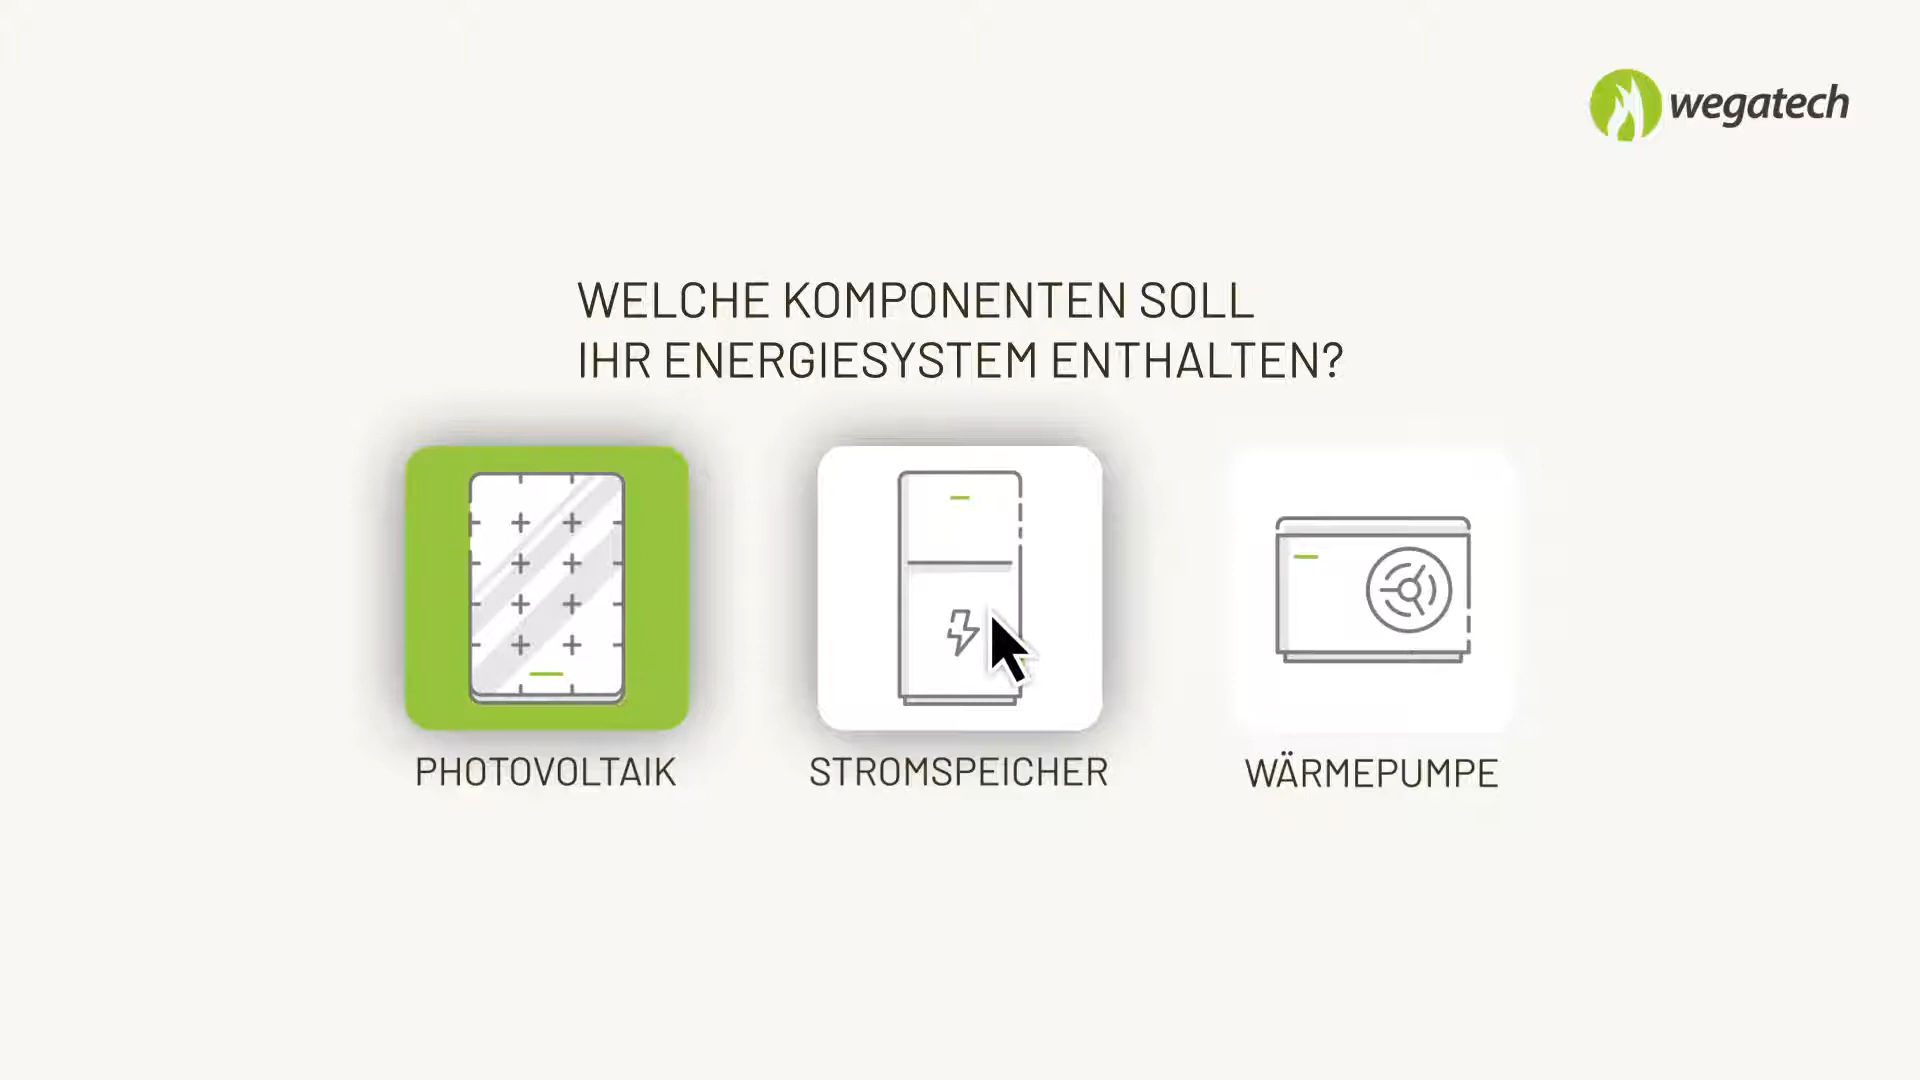 wegatech
WELCHE KOMPONENTEN SOLL
IHR ENERGIESYSTEM ENTHALTEN?
PHOTOVOLTAIK
STROMSPEICHER
WÄRMEPUMPE